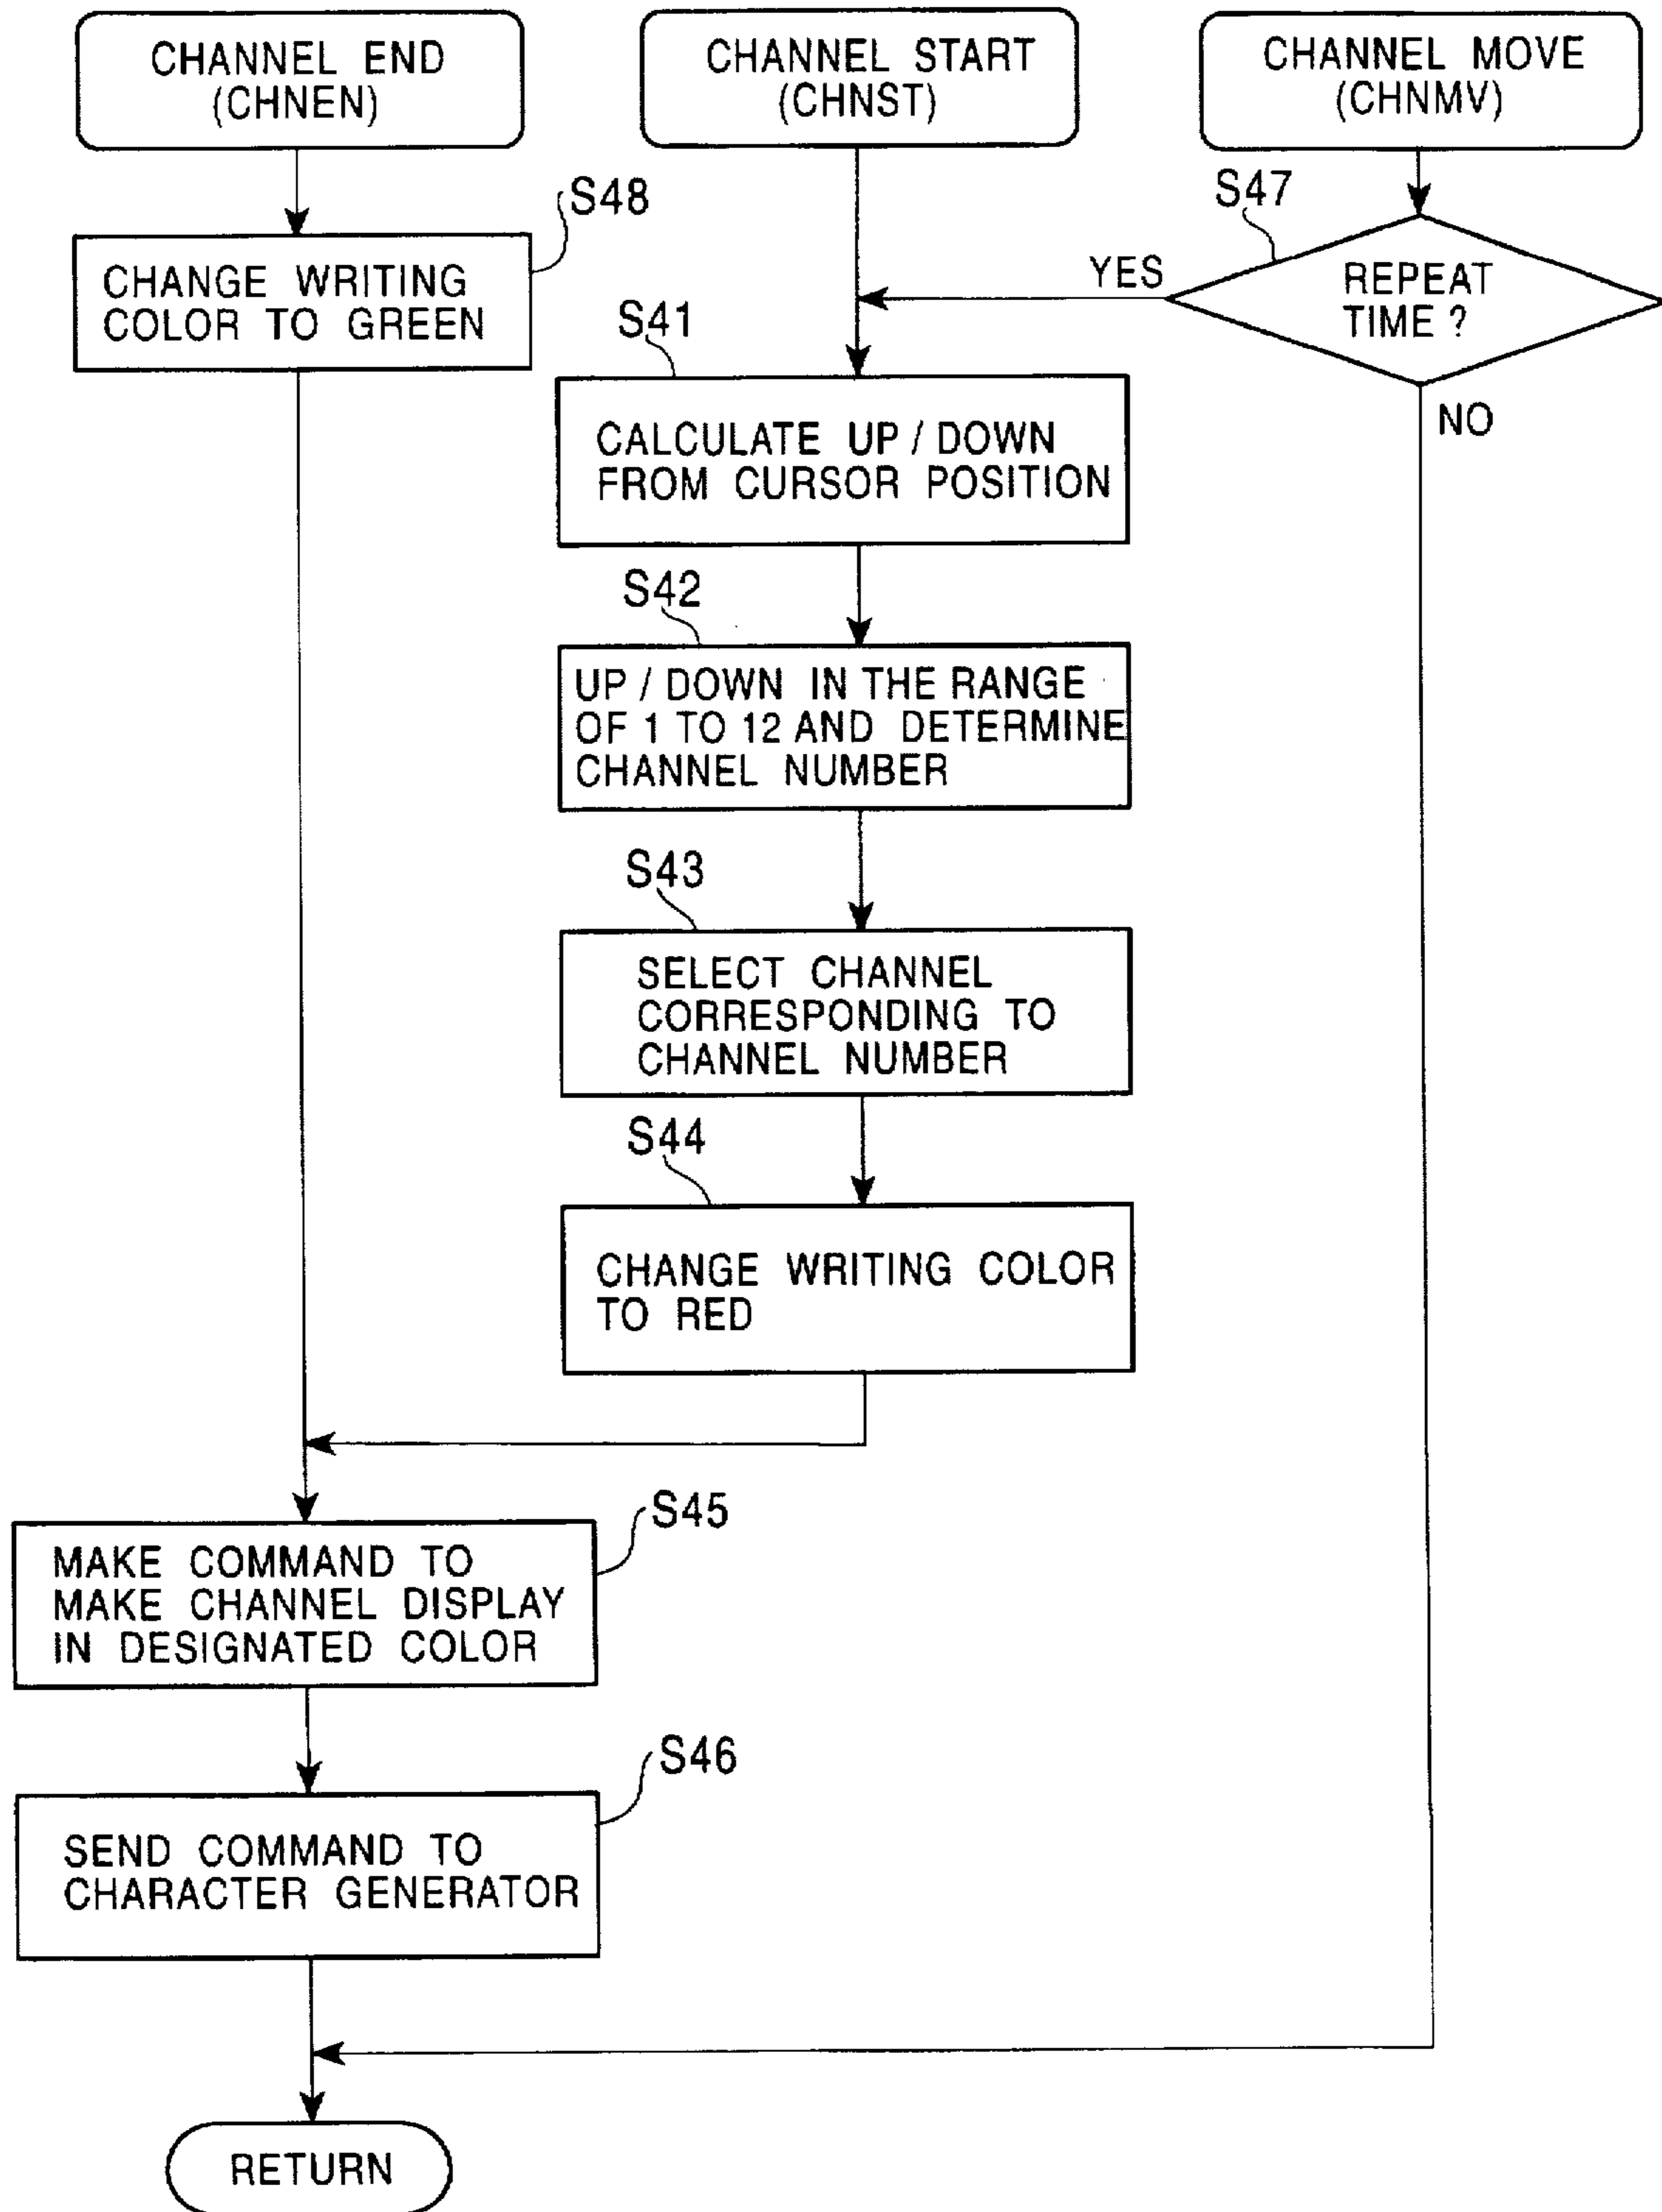 CHANNEL END
(CHNEN)
CHANNEL START
(CHNST)
CHANNEL MOVE
(CHNMV)
S48
CHANGE WRITING
COLOR TO GREEN
S47
REPEAT
TIME ?
YES
NO
S41
CALCULATE UP / DOWN
FROM CURSOR POSITION
S42
UP / DOWN IN THE RANGE
OF 1 TO 12 AND DETERMINE
CHANNEL NUMBER
S43
SELECT CHANNEL
CORRESPONDING TO
CHANNEL NUMBER
S44
CHANGE WRITING COLOR
TO RED
S45
MAKE COMMAND TO
MAKE CHANNEL DISPLAY
IN DESIGNATED COLOR
S46
SEND COMMAND TO
CHARACTER GENERATOR
RETURN